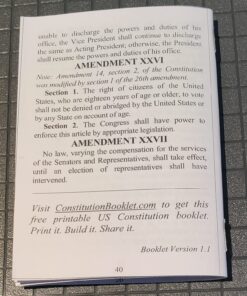 unable to discharge the powers and duties of his
office, the Vice President shall continue to discharge
the same as Acting President; otherwise, the President
shall resume the powers and duties of his office.
AMENDMENT XXVI
Note: Amendment 14, section 2, of the Constitution
was modified by section 1 of the 26th amendment.
Section 1. The right of citizens of the United
States, who are eighteen years of age or older, to vote
shall not be denied or abridged by the United States or
by any State on account of age.
Section 2. The Congress shall have power to
enforce this article by appropriate legislation.
AMENDMENT XXVII
No law, varying the compensation for the services
of the Senators and Representatives, shall take effect,
until an election of representatives shall have
intervened.
Visit ConstitutionBooklet.com to get this
free printable US Constitution booklet.
Print it. Build it. Share it.
Booklet Version 1.1
40